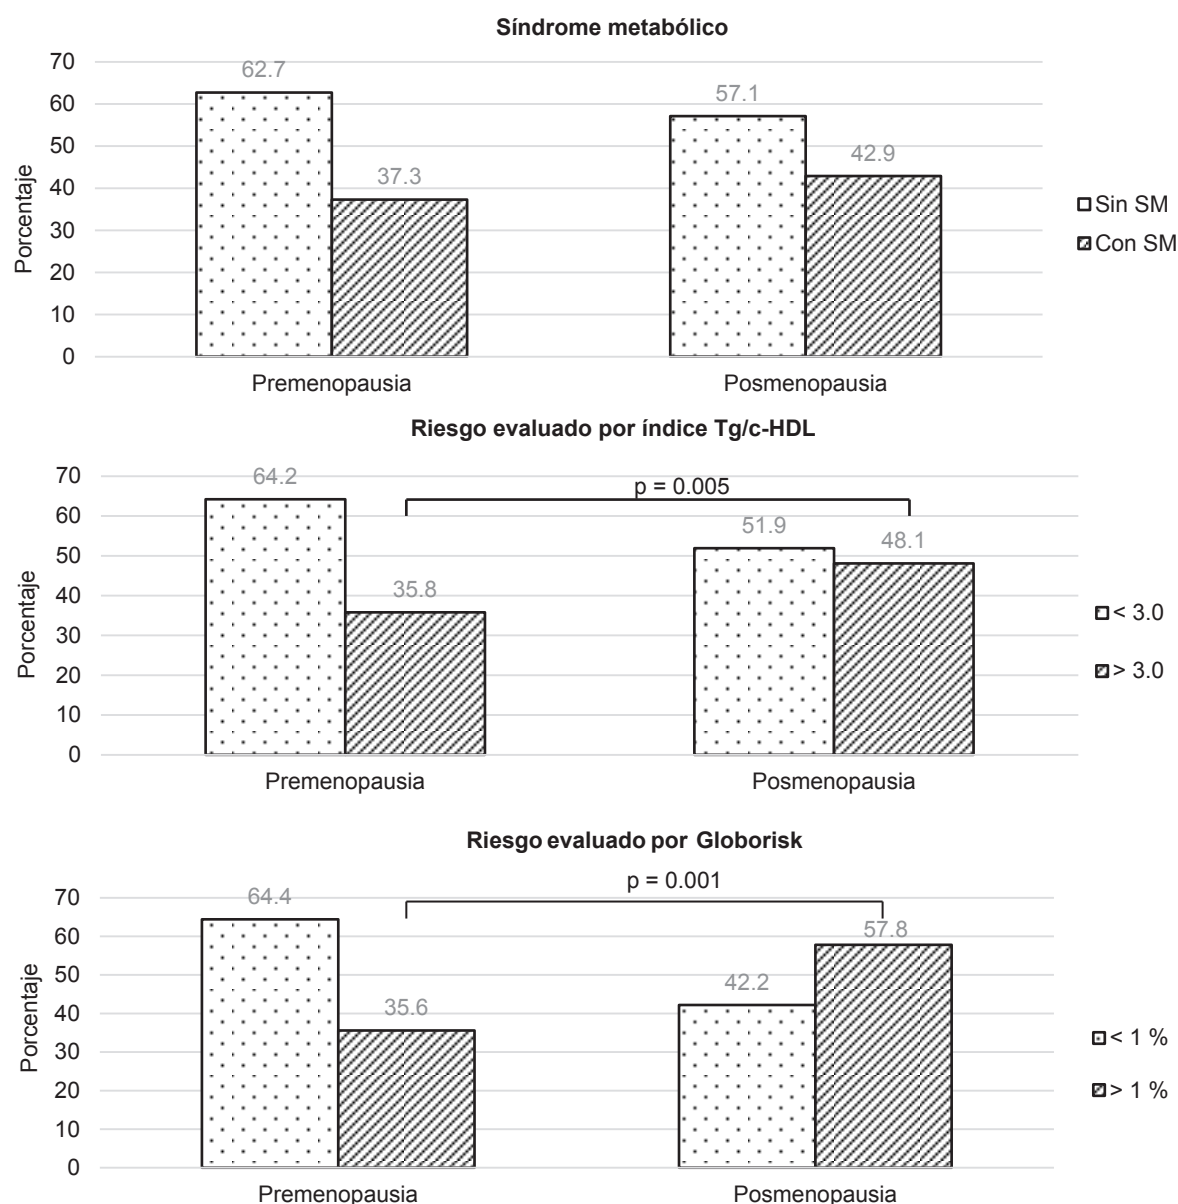 Síndrome metabólico
70
60
50
40
30
20
10
0
Porcentaje
62.7
37.3
57.1
42.9
Premenopausia
Posmenopausia
Sin SM
Con SM
Riesgo evaluado por índice Tg/c-HDL
70
60
50
40
30
20
10
0
Porcentaje
64.2
35.8
p = 0.005
51.9
48.1
Premenopausia
Posmenopausia
< 3.0
> 3.0
Riesgo evaluado por Globorisk
70
60
50
40
30
20
10
0
Porcentaje
64.4
35.6
p = 0.001
42.2
57.8
Premenopausia
Posmenopausia
< 1 %
> 1 %